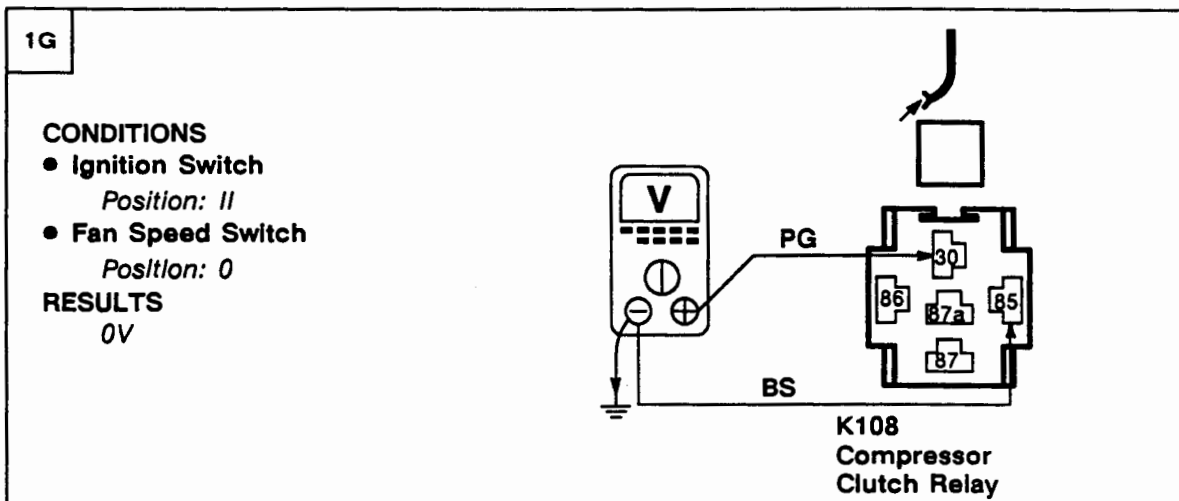 1G
CONDITIONS
● Ignition Switch
Position: II
● Fan Speed Switch
Position: 0
RESULTS
0V
V
PG
30
86
87a
85
87
BS
K108
Compressor
Clutch Relay